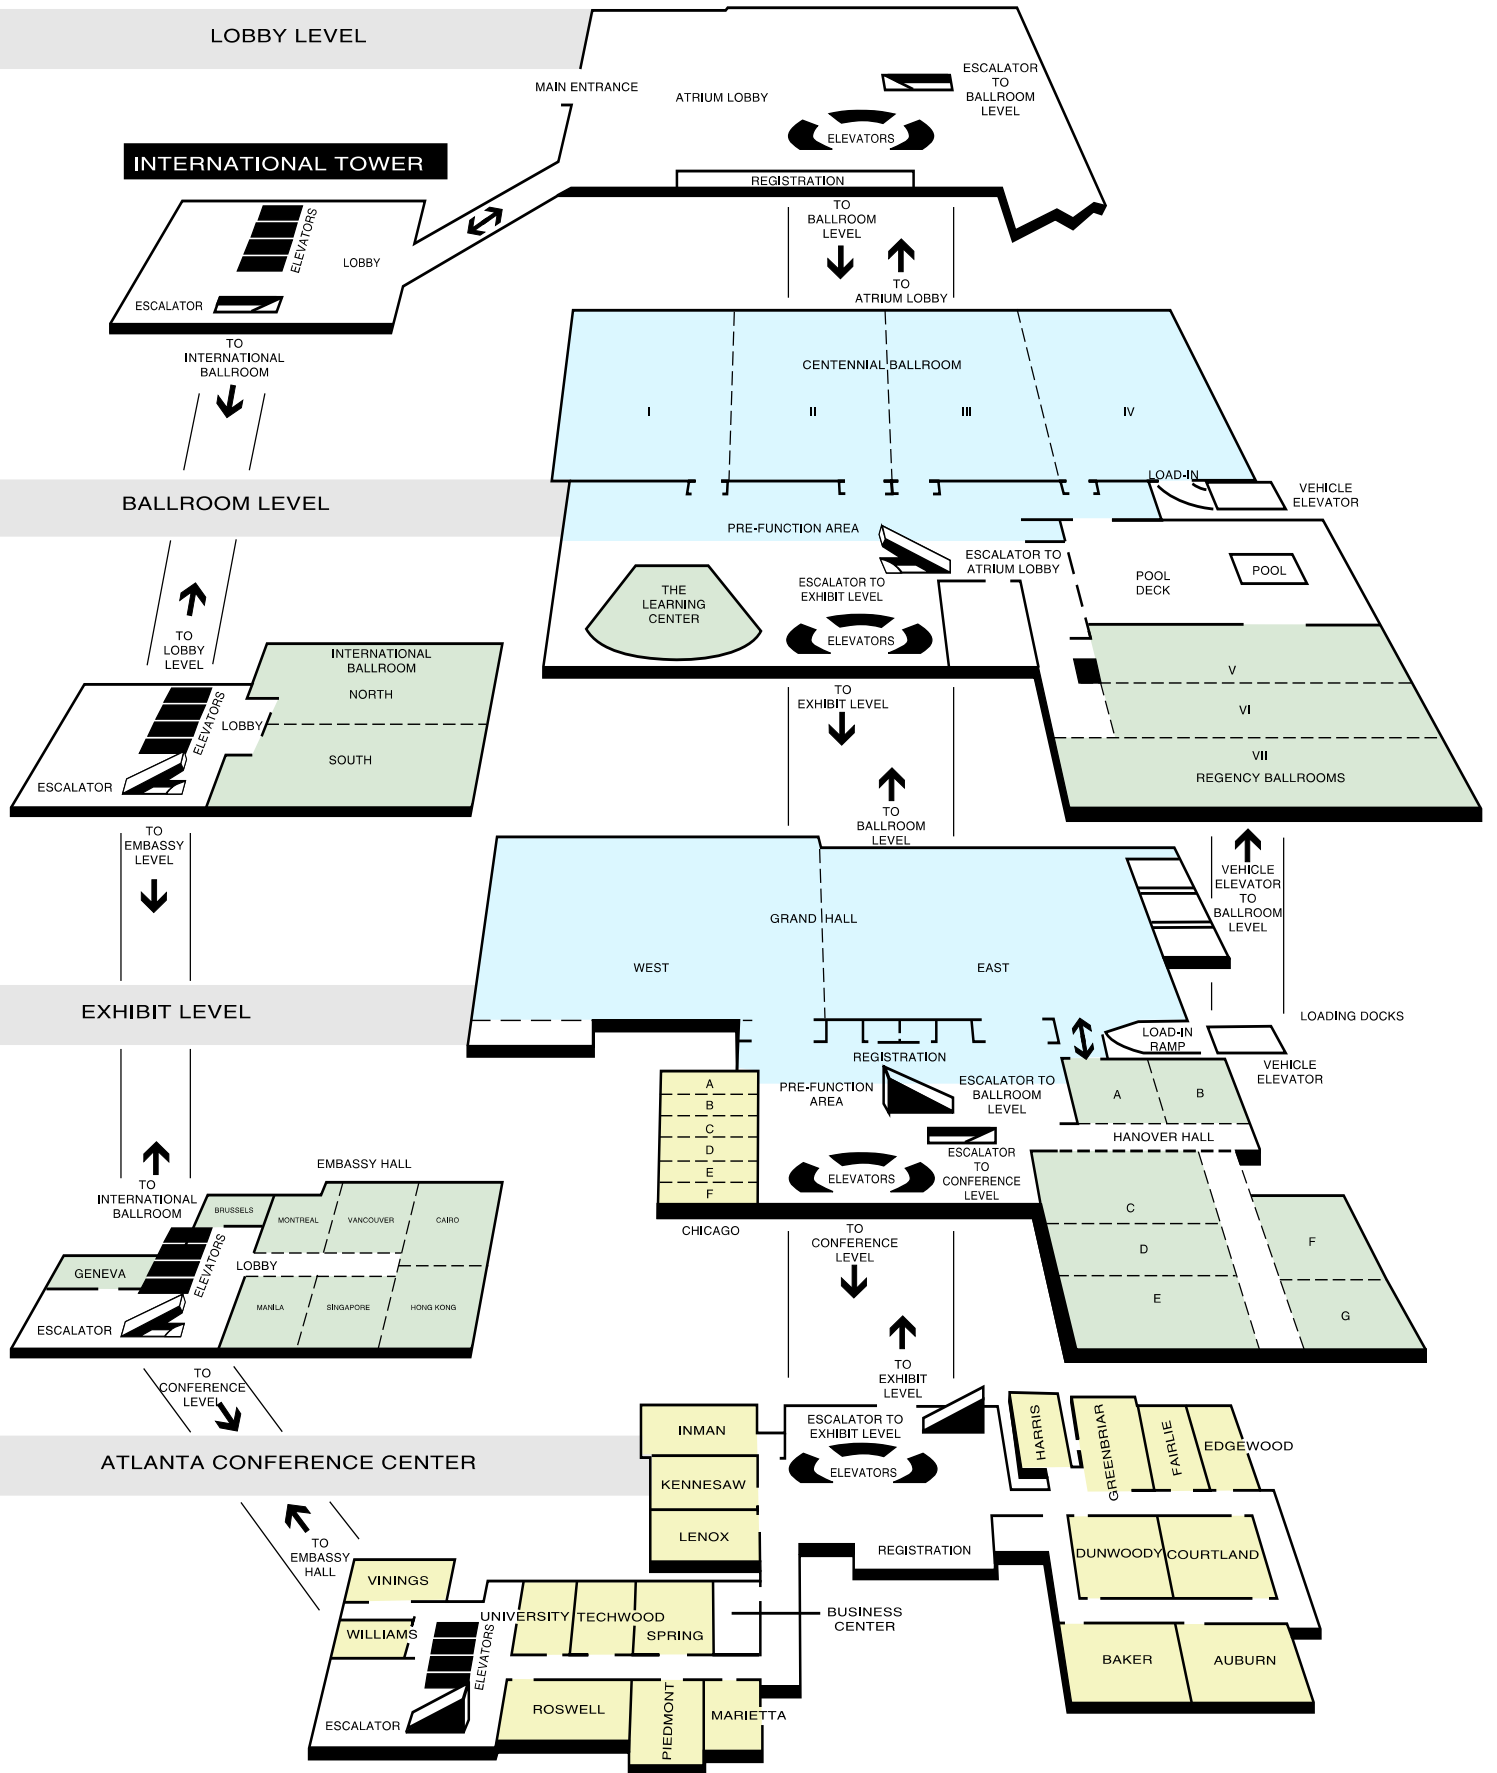 LOBBY LEVEL
MAIN ENTRANCE
ATRIUM LOBBY
ESCALATOR
TO
BALLROOM
LEVEL
ELEVATORS
REGISTRATION
INTERNATIONAL TOWER
ELEVATORS
LOBBY
ESCALATOR
TO
INTERNATIONAL
BALLROOM
TO
BALLROOM
LEVEL
TO
ATRIUM LOBBY
CENTENNIAL BALLROOM
I
II
III
IV
BALLROOM LEVEL
LOAD-IN
VEHICLE
ELEVATOR
PRE-FUNCTION AREA
ESCALATOR TO
ATRIUM LOBBY
ESCALATOR TO
EXHIBIT LEVEL
THE
LEARNING
CENTER
ELEVATORS
POOL
DECK
POOL
V
VI
VII
REGENCY BALLROOMS
TO
LOBBY
LEVEL
INTERNATIONAL
BALLROOM
NORTH
ELEVATORS
LOBBY
SOUTH
ESCALATOR
TO
EMBASSY
LEVEL
TO
EXHIBIT LEVEL
TO
BALLROOM
LEVEL
VEHICLE
ELEVATOR
TO
BALLROOM
LEVEL
GRAND HALL
WEST
EAST
EXHIBIT LEVEL
LOADING DOCKS
LOAD-IN
RAMP
VEHICLE
ELEVATOR
REGISTRATION
PRE-FUNCTION
AREA
ESCALATOR TO
BALLROOM
LEVEL
A
B
C
D
E
F
CHICAGO
ELEVATORS
ESCALATOR
TO
CONFERENCE
LEVEL
A
B
HANOVER HALL
C
D
E
F
G
TO
INTERNATIONAL
BALLROOM
EMBASSY HALL
BRUSSELS
MONTREAL
VANCOUVER
CAIRO
GENEVA
ELEVATORS
LOBBY
MANILA
SINGAPORE
HONG KONG
ESCALATOR
TO
CONFERENCE
LEVEL
TO
CONFERENCE
LEVEL
TO
EXHIBIT
LEVEL
ATLANTA CONFERENCE CENTER
INMAN
KENNESAW
LENOX
ESCALATOR TO
EXHIBIT LEVEL
ELEVATORS
HARRIS
GREENBRIAR
FAIRLIE
EDGEWOOD
REGISTRATION
DUNWOODY
COURTLAND
BAKER
AUBURN
TO
EMBASSY
HALL
VININGS
WILLIAMS
ELEVATORS
UNIVERSITY
TECHWOOD
SPRING
BUSINESS
CENTER
ESCALATOR
ROSWELL
PIEDMONT
MARIETTA